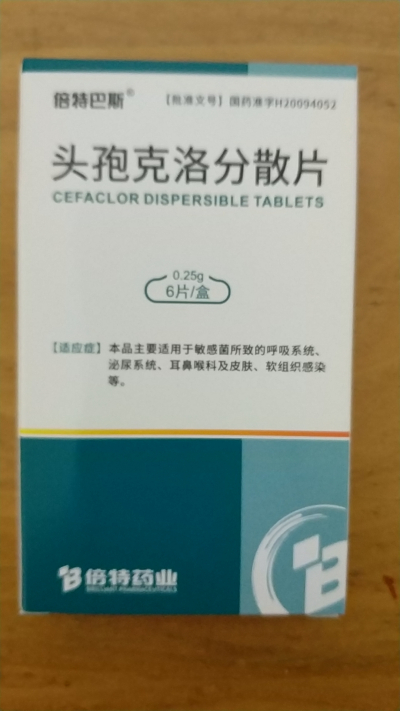 倍特巴斯®
【批准文号】国药准字H20094052
头孢克洛分散片
CEFACLOR DISPERSIBLE TABLETS
0.25g
6片/盒
【适应症】本品主要适用于敏感菌所致的呼吸系统、
泌尿系统、耳鼻喉科及皮肤、软组织感染
等。
倍特药业
BRILLIANT PHARMACEUTICALS